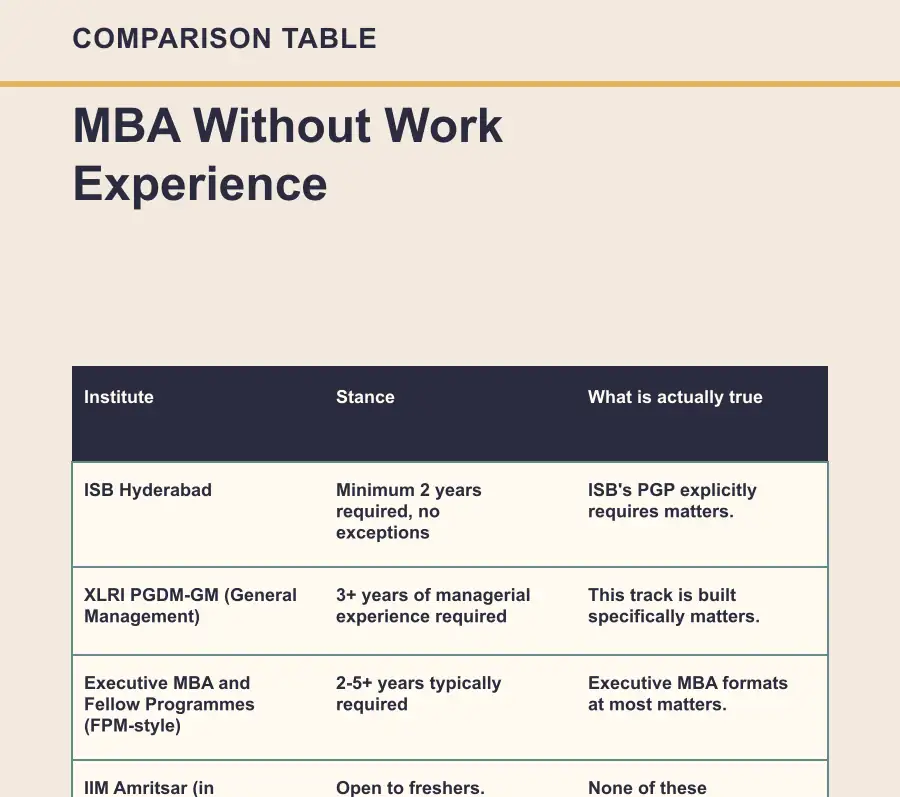 COMPARISON TABLE
MBA Without Work
Experience
Institute
Stance
What is actually true
ISB Hyderabad
Minimum 2 years
required, no
exceptions
ISB's PGP explicitly
requires matters.
XLRI PGDM-GM (General
Management)
3+ years of managerial
experience required
This track is built
specifically matters.
Executive MBA and
Fellow Programmes
(FPM-style)
2-5+ years typically
required
Executive MBA formats
at most matters.
IIM Amritsar (in
Open to freshers.
None of these